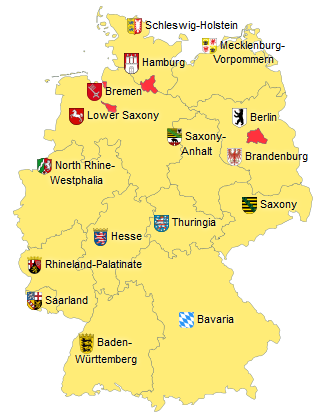 Schleswig-Holstein
Mecklenburg-
Vorpommern
Hamburg
Bremen
Berlin
Lower Saxony
Saxony-
Anhalt
Brandenburg
North Rhine-
Westphalia
Saxony
Thuringia
Hesse
Rhineland-Palatinate
Saarland
Bavaria
Baden-
Württemberg